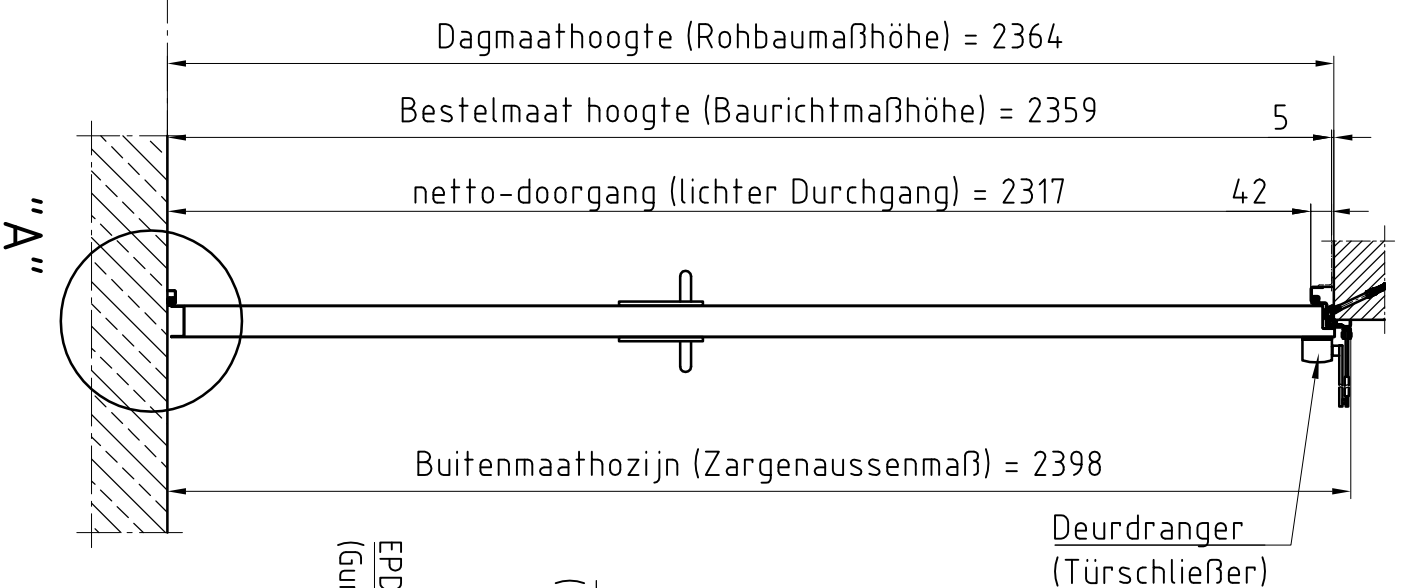 Dagmaathoogte (Rohbaumaßhöhe) = 2364
Bestelmaat hoogte (Baurichtmaßhöhe) = 2359
5
netto-doorgang (lichter Durchgang) = 2317
42
"A"
Buitenmaathozijn (Zargenaussenmaß) = 2398
Deurdranger
(Türschließer)